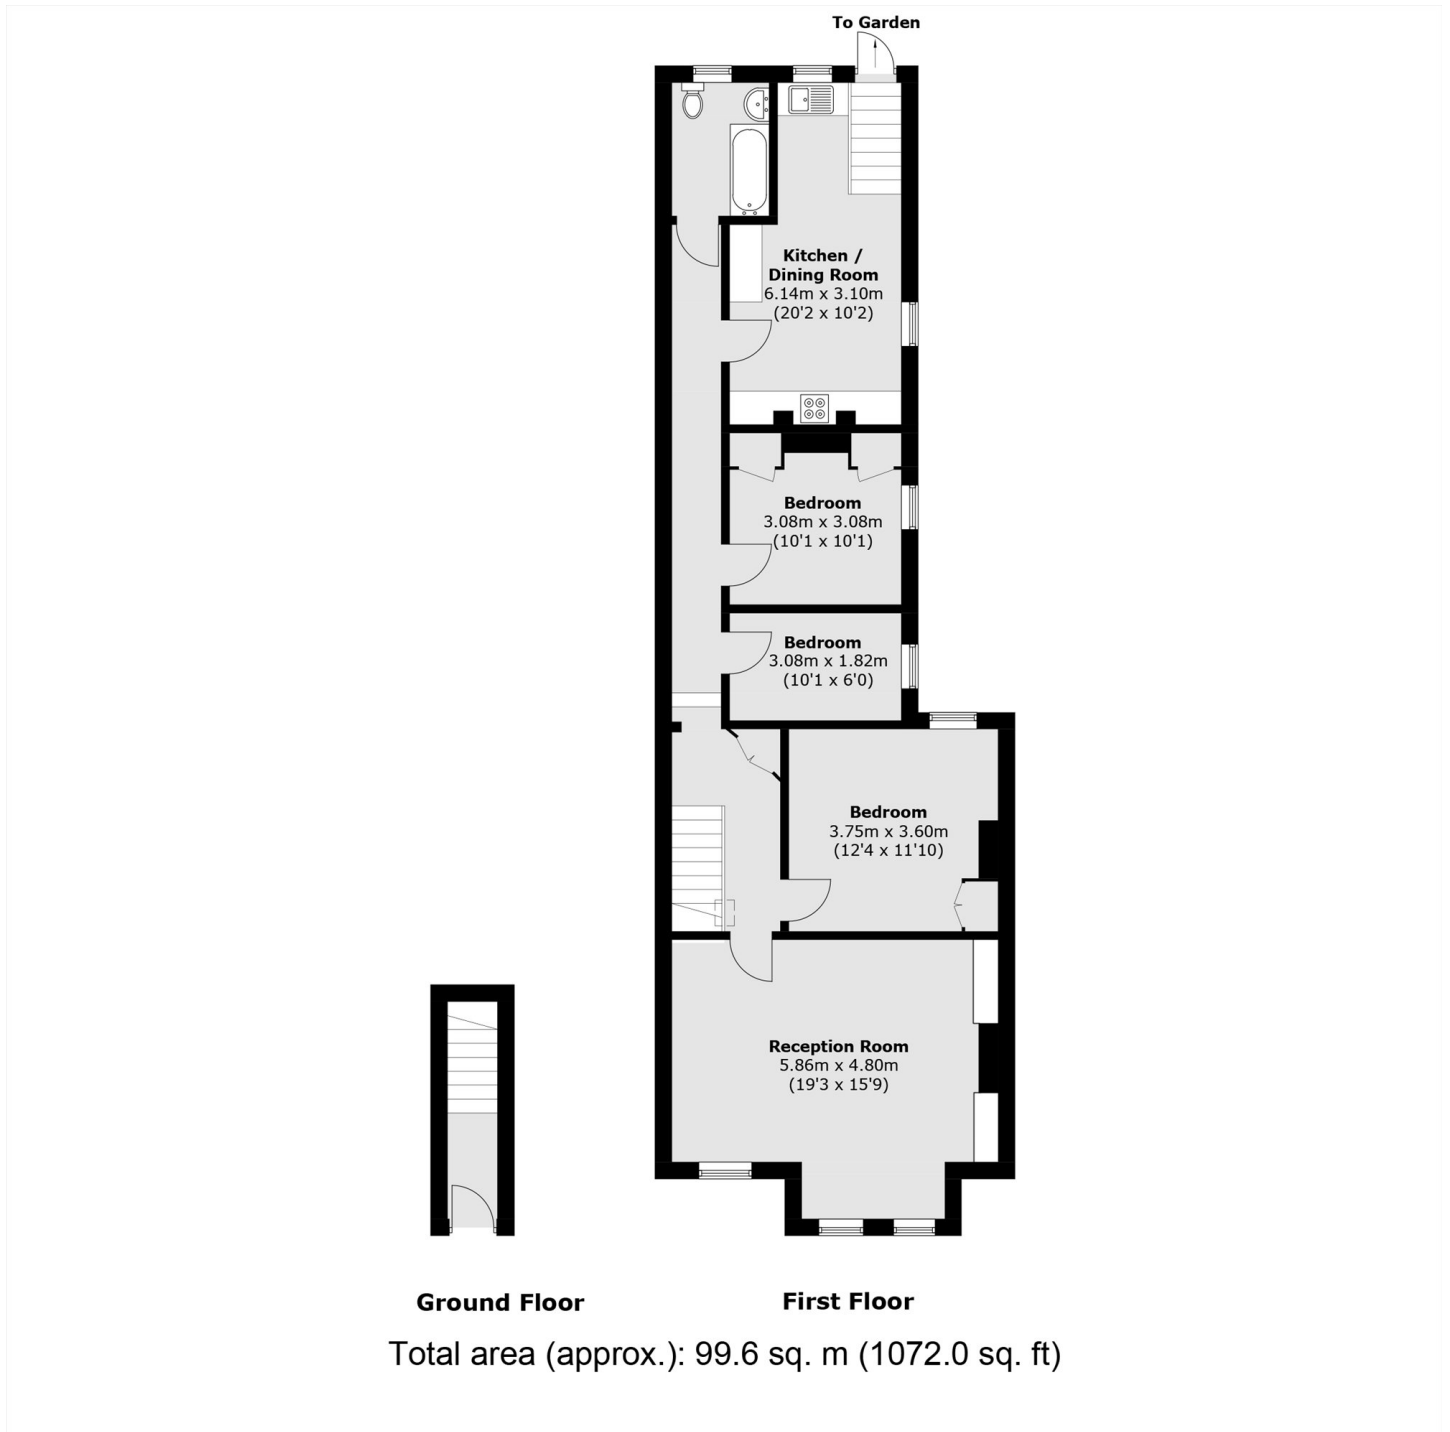 To Garden
Kitchen /
Dining Room
6.14m x 3.10m
(20'2 x 10'2)
Bedroom
3.08m x 3.08m
(10'1 x 10'1)
Bedroom
3.08m x 1.82m
(10'1 x 6'0)
Bedroom
3.75m x 3.60m
(12'4 x 11'10)
Reception Room
5.86m x 4.80m
(19'3 x 15'9)
Ground Floor
First Floor
Total area (approx.): 99.6 sq. m (1072.0 sq. ft)